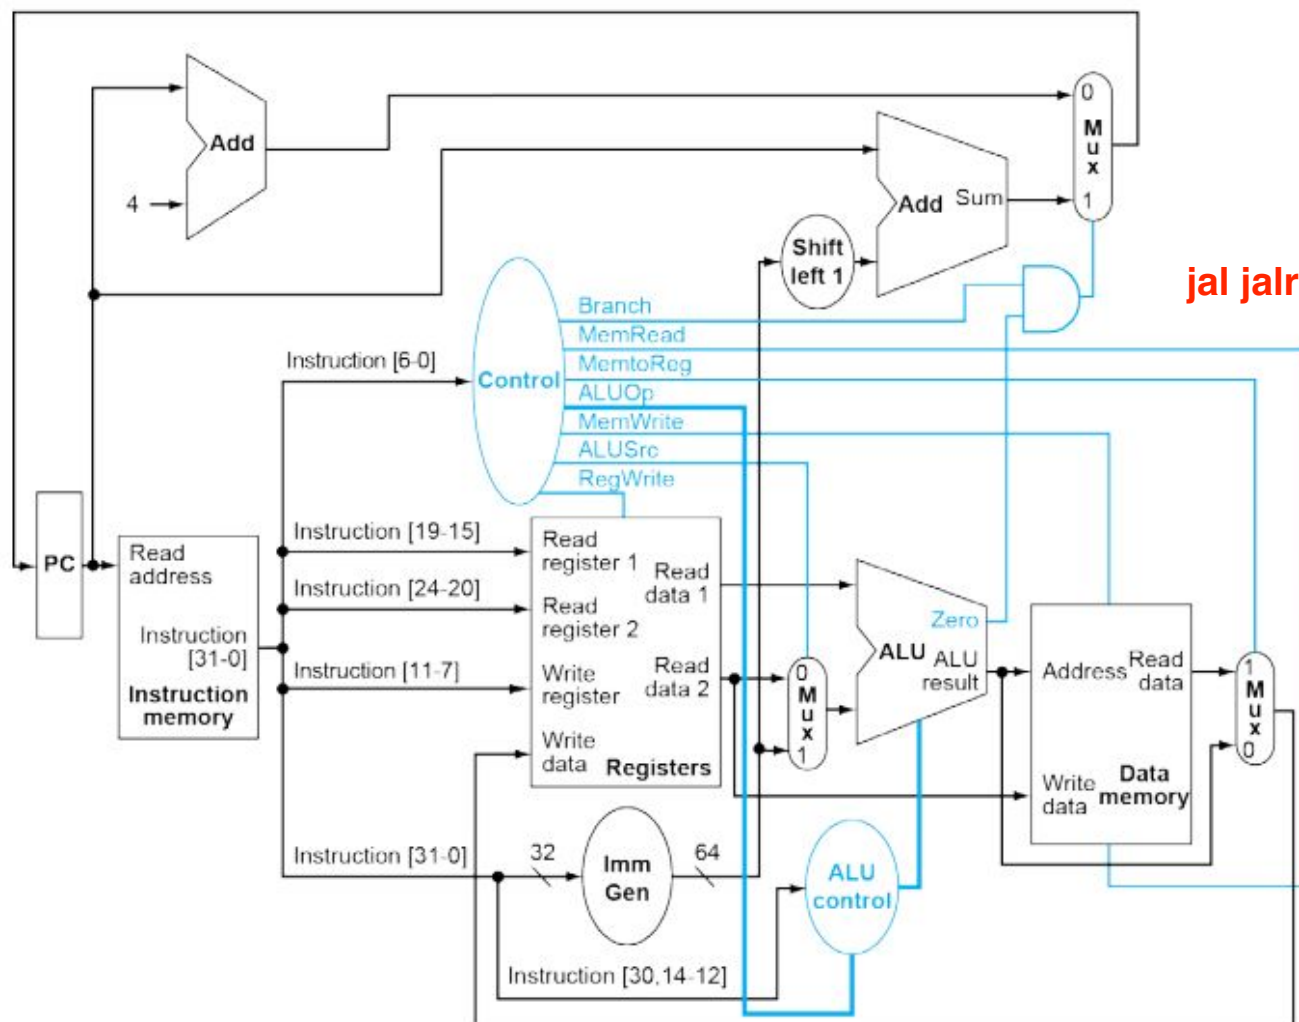 0
M
u
x
1
Add
4
Add Sum
Shift
left 1
jal jalr
Branch
MemRead
MemtoReg
ALUOp
MemWrite
ALUSrc
RegWrite
Instruction [6-0]
Control
PC
Read
address
Instruction
[31-0]
Instruction
memory
Instruction [19-15]
Instruction [24-20]
Instruction [11-7]
Instruction [31-0]
Read
register 1
Read
register 2
Write
register
Write
data
Read
data 1
Read
data 2
Registers
0
M
u
x
1
Zero
ALU
ALU
result
Address
Read
data
Write
data
Data
memory
1
M
u
x
0
32
Imm
Gen
64
ALU
control
Instruction [30,14-12]